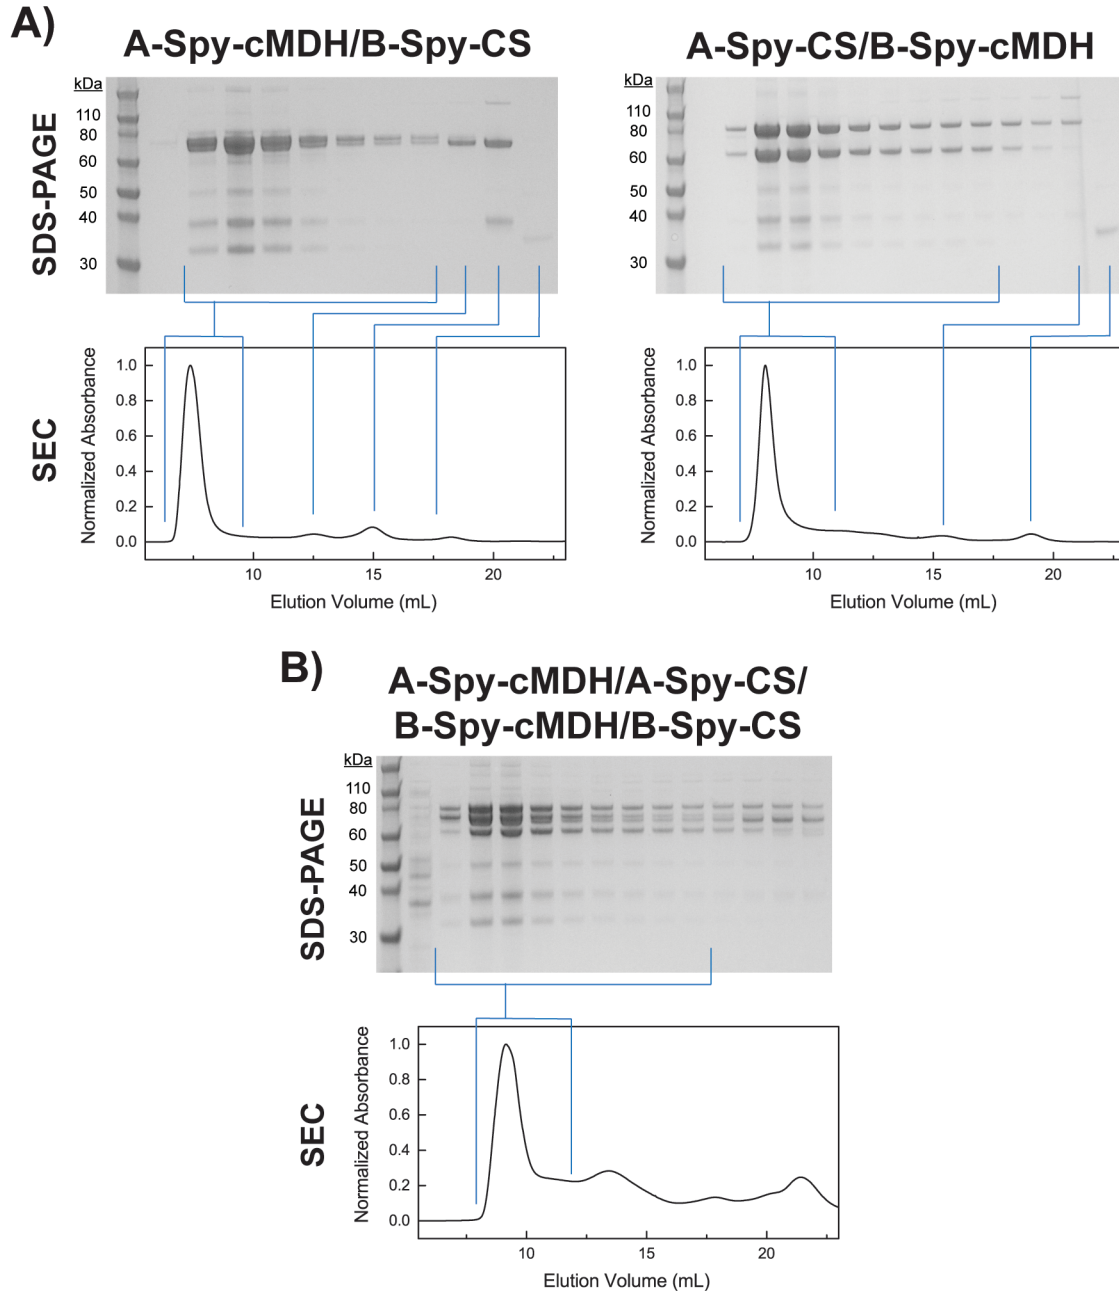 A)
A-Spy-cMDH/B-Spy-CS
A-Spy-CS/B-Spy-cMDH
SDS-PAGE
kDa
110
80
60
50
40
30
kDa
110
80
60
50
40
30
SEC
Normalized Absorbance
1.0
0.8
0.6
0.4
0.2
0.0
10
15
20
Elution Volume (mL)
Normalized Absorbance
1.0
0.8
0.6
0.4
0.2
0.0
10
15
20
Elution Volume (mL)
B)
A-Spy-cMDH/A-Spy-CS/
B-Spy-cMDH/B-Spy-CS
SDS-PAGE
kDa
110
80
60
50
40
30
SEC
Normalized Absorbance
1.0
0.8
0.6
0.4
0.2
0.0
10
15
20
Elution Volume (mL)